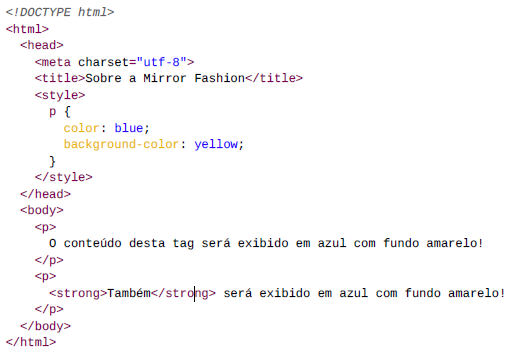 <!DOCTYPE html>
<html>
<head>
<meta charset="utf-8">
<title>Sobre a Mirror Fashion</title>
<style>
p {
color: blue;
background-color: yellow;
}
</style>
</head>
<body>
<p>
O conteúdo desta tag será exibido em azul com fundo amarelo!
</p>
<p>
<strong>Também</strong> será exibido em azul com fundo amarelo!
</p>
</body>
</html>